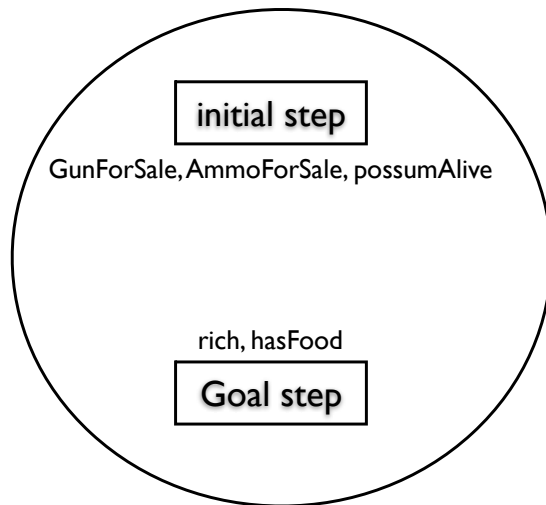 initial step
GunForSale, AmmoForSale, possumAlive
rich, hasFood
Goal step